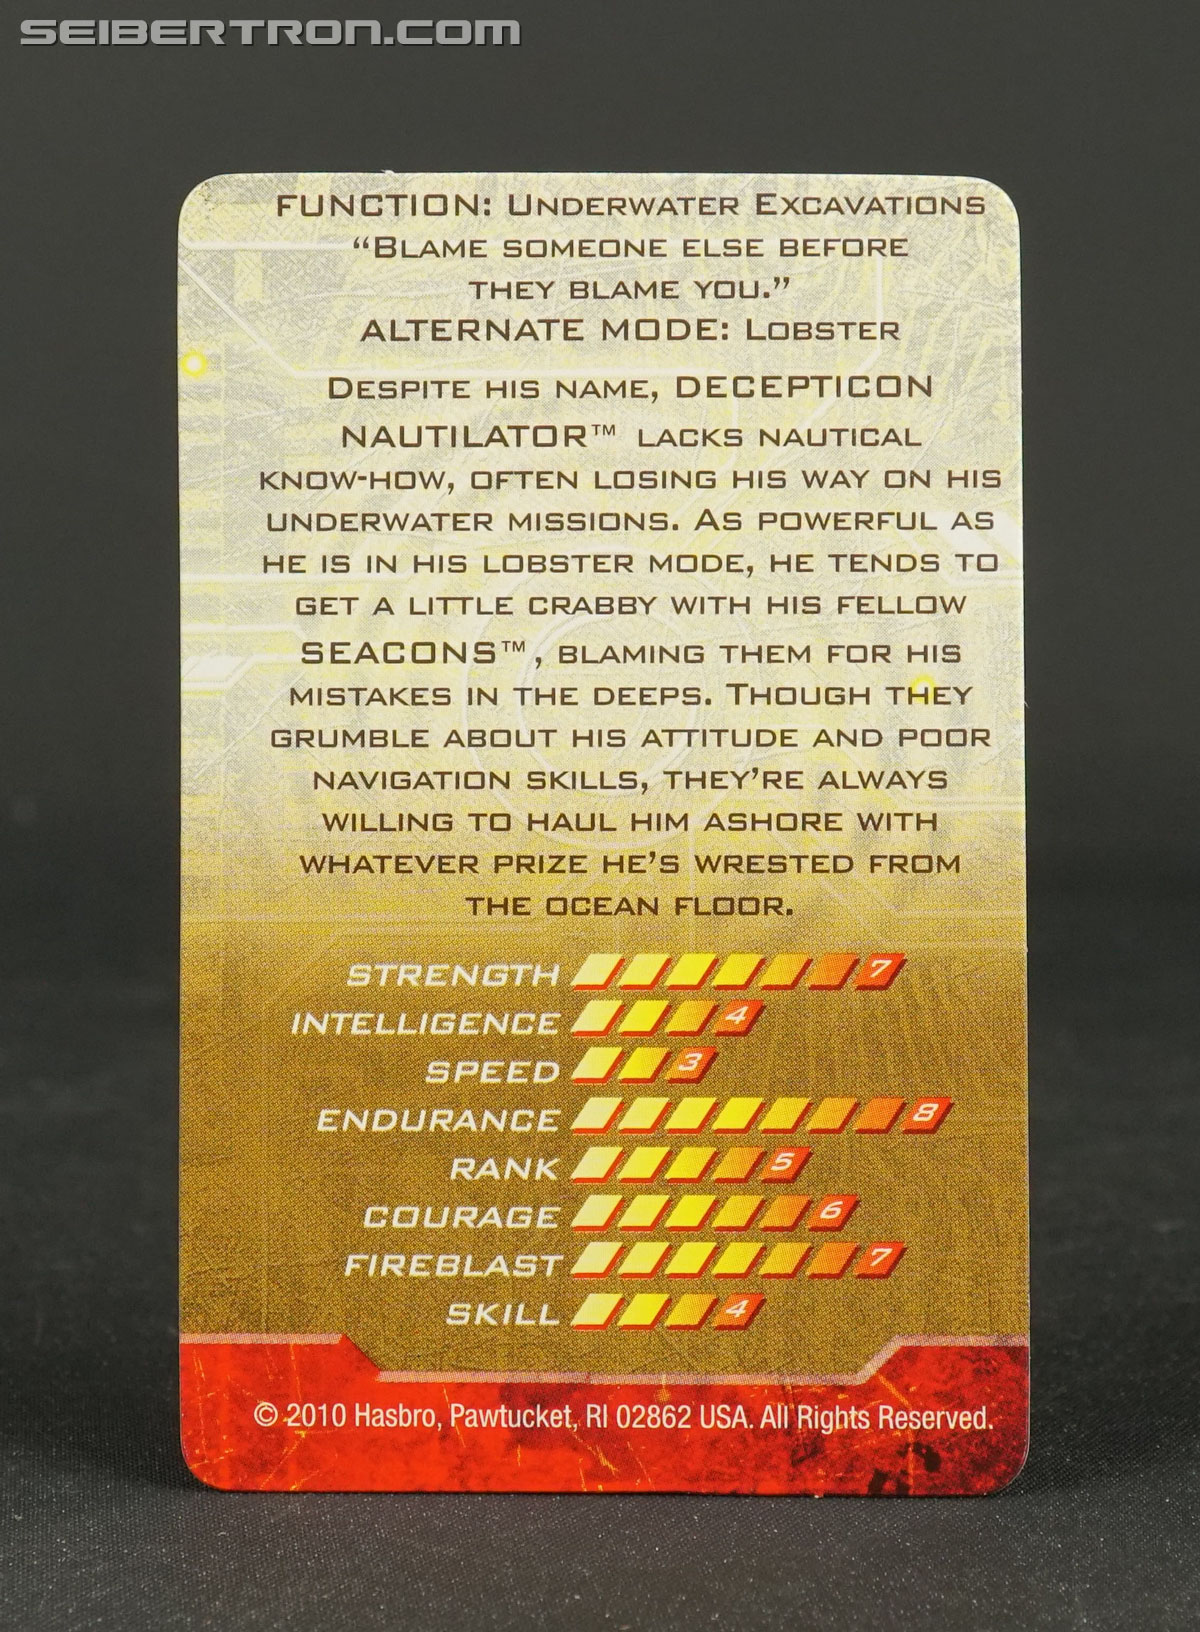 SEIBERTRON.com
FUNCTION: UNDERWATER EXCAVATIONS
“BLAME SOMEONE ELSE BEFORE
THEY BLAME YOU.”
ALTERNATE MODE: LOBSTER
DESPITE HIS NAME, DECEPTICON
NAUTILATOR™ LACKS NAUTICAL
KNOW-HOW, OFTEN LOSING HIS WAY ON HIS
UNDERWATER MISSIONS. AS POWERFUL AS
HE IS IN HIS LOBSTER MODE, HE TENDS TO
GET A LITTLE CRABBY WITH HIS FELLOW
SEACONS™, BLAMING THEM FOR HIS
MISTAKES IN THE DEEPS. THOUGH THEY
GRUMBLE ABOUT HIS ATTITUDE AND POOR
NAVIGATION SKILLS, THEY’RE ALWAYS
WILLING TO HAUL HIM ASHORE WITH
WHATEVER PRIZE HE’S WRESTED FROM
THE OCEAN FLOOR.
STRENGTH 7
INTELLIGENCE 4
SPEED 3
ENDURANCE 8
RANK 5
COURAGE 6
FIREBLAST 7
SKILL 4
© 2010 Hasbro, Pawtucket, RI 02862 USA. All Rights Reserved.